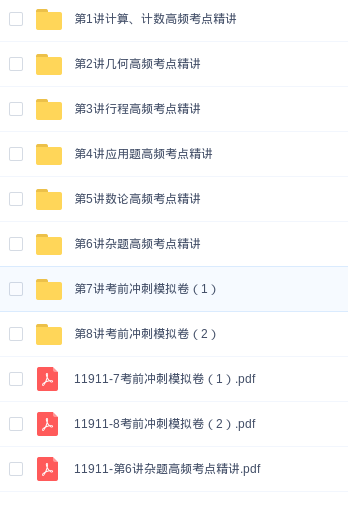 第1讲计算、计数高频考点精讲
第2讲几何高频考点精讲
第3讲行程高频考点精讲
第4讲应用题高频考点精讲
第5讲数论高频考点精讲
第6讲杂题高频考点精讲
第7讲考前冲刺模拟卷（1）
第8讲考前冲刺模拟卷（2）
11911-7考前冲刺模拟卷（1）.pdf
11911-8考前冲刺模拟卷（2）.pdf
11911-第6讲杂题高频考点精讲.pdf